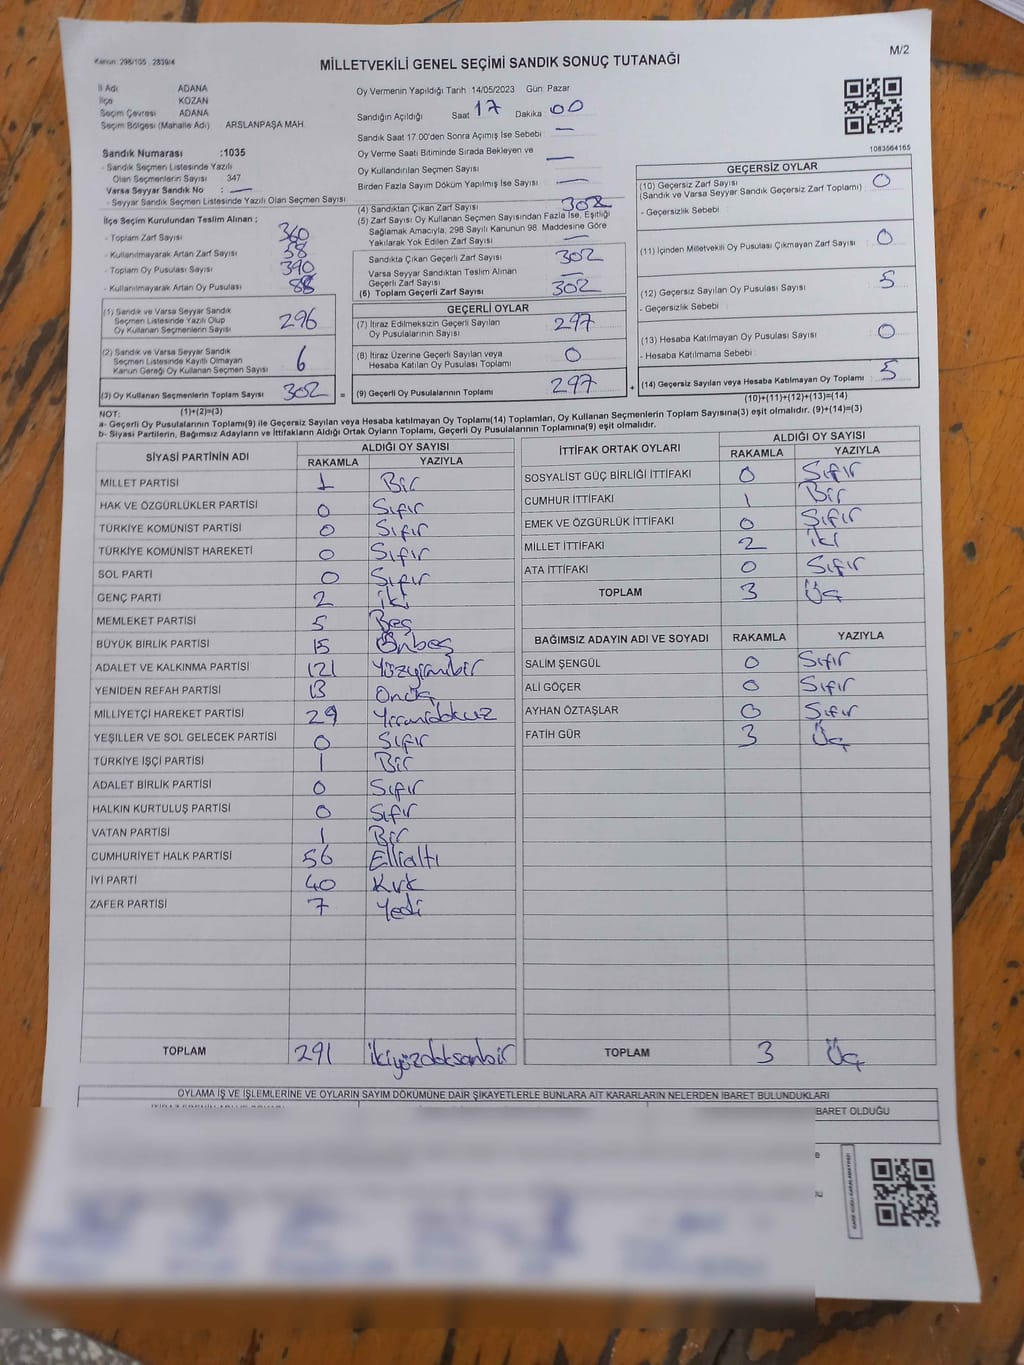 Kanun: 298/105 , 2839/4
M/2
MİLLETVEKİLİ GENEL SEÇİMİ SANDIK SONUÇ TUTANAĞI
İl Adı ADANA
İlçe KOZAN
Seçim Çevresi ADANA
Seçim Bölgesi (Mahalle Adı) ARSLANPAŞA MAH.
Oy Vermenin Yapıldığı Tarih 14/05/2023 Gün: Pazar
Sandığın Açıldığı Saat 17 Dakika 00
Sandık Saat 17.00'den Sonra Açımış İse Sebebi : —
Oy Verme Saati Bitiminde Sırada Bekleyen ve
Oy Kullandırılan Seçmen Sayısı —
Birden Fazla Sayım Döküm Yapılmış İse Sayısı : —
1083564165
Sandık Numarası :1035
- Sandık Seçmen Listesinde Yazılı
Olan Seçmenlerin Sayısı 347
Varsa Seyyar Sandık No : —
- Seyyar Sandık Seçmen Listesinde Yazılı Olan Seçmen Sayısı
İlçe Seçim Kurulundan Teslim Alınan :
- Toplam Zarf Sayısı 360
- Kullanılmayarak Artan Zarf Sayısı 58
- Toplam Oy Pusulası Sayısı 390
- Kullanılmayarak Artan Oy Pusulası 88
(1) Sandık ve Varsa Seyyar Sandık
Seçmen Listesinde Yazılı Olup
Oy Kullanan Seçmenlerin Sayısı 296
(2) Sandık ve Varsa Seyyar Sandık
Seçmen Listesinde Kayıtlı Olmayan
Kanun Gereği Oy Kullanan Seçmen Sayısı 6
(3) Oy Kullanan Seçmenlerin Toplam Sayısı 302 =
(1)+(2)=(3)
(4) Sandıktan Çıkan Zarf Sayısı 302
(5) Zarf Sayısı Oy Kullanan Seçmen Sayısından Fazla İse, Eşitliği
Sağlamak Amacıyla, 298 Sayılı Kanunun 98. Maddesine Göre
Yakılarak Yok Edilen Zarf Sayısı —
Sandıkta Çıkan Geçerli Zarf Sayısı 302
Varsa Seyyar Sandıktan Teslim Alınan
Geçerli Zarf Sayısı —
(6) Toplam Geçerli Zarf Sayısı 302
GEÇERLİ OYLAR
(7) İtiraz Edilmeksizin Geçerli Sayılan
Oy Pusulalarının Sayısı 297
(8) İtiraz Üzerine Geçerli Sayılan veya
Hesaba Katılan Oy Pusulası Toplamı 0
(9) Geçerli Oy Pusulalarının Toplamı 297 +
GEÇERSİZ OYLAR
(10) Geçersiz Zarf Sayısı 0
(Sandık ve Varsa Seyyar Sandık Geçersiz Zarf Toplamı)
- Geçersizlik Sebebi :
(11) İçinden Milletvekili Oy Pusulası Çıkmayan Zarf Sayısı 0
(12) Geçersiz Sayılan Oy Pusulası Sayısı 5
- Geçersizlik Sebebi
(13) Hesaba Katılmayan Oy Pusulası Sayısı 0
- Hesaba Katılmama Sebebi
(14) Geçersiz Sayılan veya Hesaba Katılmayan Oy Toplamı 5
(10)+(11)+(12)+(13)=(14)
NOT:
a- Geçerli Oy Pusulalarının Toplamı(9) ile Geçersiz Sayılan veya Hesaba katılmayan Oy Toplamı(14) Toplamları, Oy Kullanan Seçmenlerin Toplam Sayısına(3) eşit olmalıdır. (9)+(14)=(3)
b- Siyasi Partilerin, Bağımsız Adayların ve İttifakların Aldığı Ortak Oyların Toplamı, Geçerli Oy Pusulalarının Toplamına(9) eşit olmalıdır.
SİYASİ PARTİNİN ADI ALDIĞI OY SAYISI
RAKAMLA YAZIYLA
MİLLET PARTİSİ 1 Bir
HAK VE ÖZGÜRLÜKLER PARTİSİ 0 Sıfır
TÜRKİYE KOMÜNİST PARTİSİ 0 Sıfır
TÜRKİYE KOMÜNİST HAREKETİ 0 Sıfır
SOL PARTİ 0 Sıfır
GENÇ PARTİ 2 iki
MEMLEKET PARTİSİ 5 Beş
BÜYÜK BİRLİK PARTİSİ 15 Onbeş
ADALET VE KALKINMA PARTİSİ 121 Yüzyirmibir
YENİDEN REFAH PARTİSİ 13 Onüç
MİLLİYETÇİ HAREKET PARTİSİ 29 Yirmidokuz
YEŞİLLER VE SOL GELECEK PARTİSİ 0 Sıfır
TÜRKİYE İŞÇİ PARTİSİ 1 Bir
ADALET BİRLİK PARTİSİ 0 Sıfır
HALKIN KURTULUŞ PARTİSİ 0 Sıfır
VATAN PARTİSİ 1 Bir
CUMHURİYET HALK PARTİSİ 56 Ellialtı
İYİ PARTİ 40 Kırk
ZAFER PARTİSİ 7 Yedi
TOPLAM 291 ikiyüzdoksanbir
İTTİFAK ORTAK OYLARI ALDIĞI OY SAYISI
RAKAMLA YAZIYLA
SOSYALİST GÜÇ BİRLİĞİ İTTİFAKI 0 Sıfır
CUMHUR İTTİFAKI 1 Bir
EMEK VE ÖZGÜRLÜK İTTİFAKI 0 Sıfır
MİLLET İTTİFAKI 2 iki
ATA İTTİFAKI 0 Sıfır
TOPLAM 3 Üç
BAĞIMSIZ ADAYIN ADI VE SOYADI RAKAMLA YAZIYLA
SALİM ŞENGÜL 0 Sıfır
ALİ GÖÇER 0 Sıfır
AYHAN ÖZTAŞLAR 0 Sıfır
FATİH GÜR 3 Üç
TOPLAM 3 Üç
OYLAMA İŞ VE İŞLEMLERİNE VE OYLARIN SAYIM DÖKÜMÜNE DAİR ŞİKAYETLERLE BUNLARA AİT KARARLARIN NELERDEN İBARET BULUNDUKLARI
BARET OLDUĞU